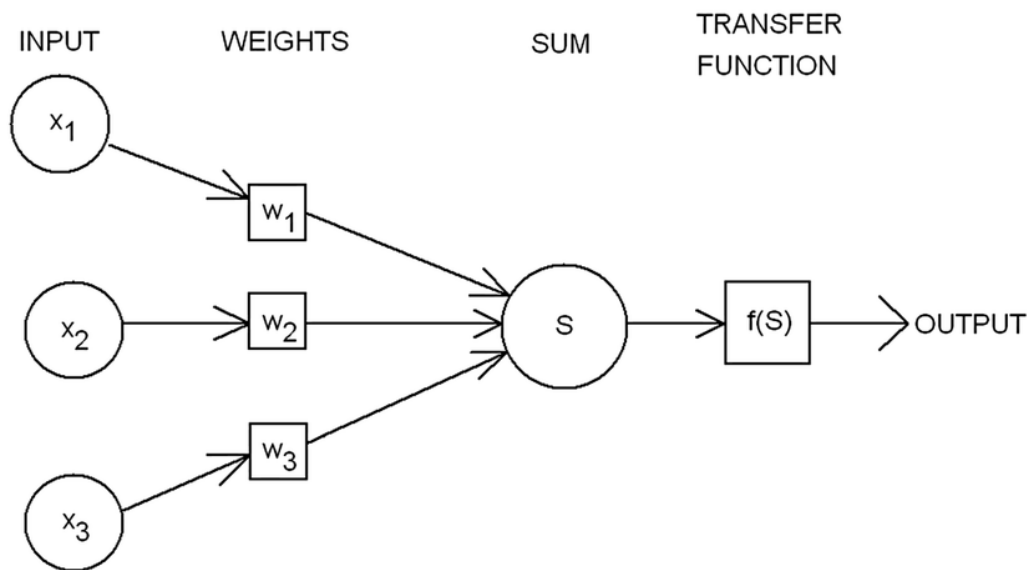 INPUT
WEIGHTS
SUM
TRANSFER
FUNCTION
x1
w1
x2
w2
S
f(S)
OUTPUT
w3
x3